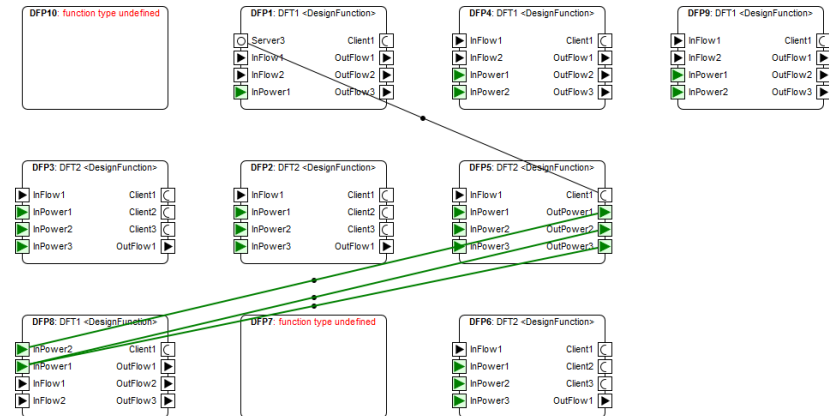 DFP10: function type undefined
DFP1: DFT1 <DesignFunction>
Server3 Client1
InFlow1 OutFlow1
InFlow2 OutFlow2
InPower1 OutFlow3
DFP4: DFT1 <DesignFunction>
InFlow1 Client1
InFlow2 OutFlow1
InPower1 OutFlow2
InPower2 OutFlow3
DFP9: DFT1 <DesignFunction>
InFlow1 Client1
InFlow2 OutFlow1
InPower1 OutFlow2
InPower2 OutFlow3
DFP3: DFT2 <DesignFunction>
InFlow1 Client1
InPower1 Client2
InPower2 Client3
InPower3 OutFlow1
DFP2: DFT2 <DesignFunction>
InFlow1 Client1
InPower1 Client2
InPower2 Client3
InPower3 OutFlow1
DFP5: DFT2 <DesignFunction>
InFlow1 Client1
InPower1 OutPower1
InPower2 OutPower2
InPower3 OutPower3
DFP8: DFT1 <DesignFunction>
InPower2 Client1
InPower1 OutFlow1
InFlow1 OutFlow2
InFlow2 OutFlow3
DFP7: function type undefined
DFP6: DFT2 <DesignFunction>
InFlow1 Client1
InPower1 Client2
InPower2 Client3
InPower3 OutFlow1